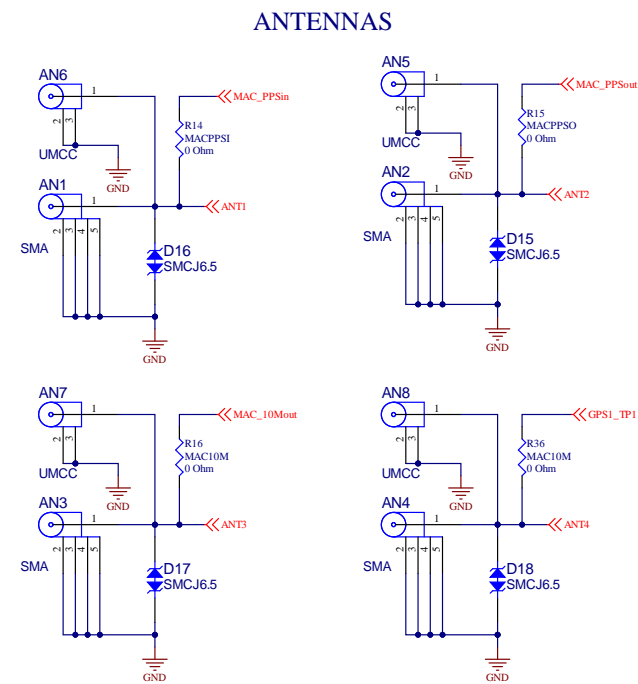 ANTENNAS
AN6
1
MAC_PPSin
2
3
R14
MACPPSI
0 Ohm
UMCC
GND
AN1
1
ANT1
2
3
4
5
SMA
D16
SMCJ6.5
GND
AN5
1
MAC_PPSout
2
3
R15
MACPPSO
0 Ohm
UMCC
GND
AN2
1
ANT2
2
3
4
5
SMA
D15
SMCJ6.5
GND
AN7
1
MAC_10Mout
2
3
R16
MAC10M
0 Ohm
UMCC
GND
AN3
1
ANT3
2
3
4
5
SMA
D17
SMCJ6.5
GND
AN8
1
GPS1_TP1
2
3
R36
MAC10M
0 Ohm
UMCC
GND
AN4
1
ANT4
2
3
4
5
SMA
D18
SMCJ6.5
GND